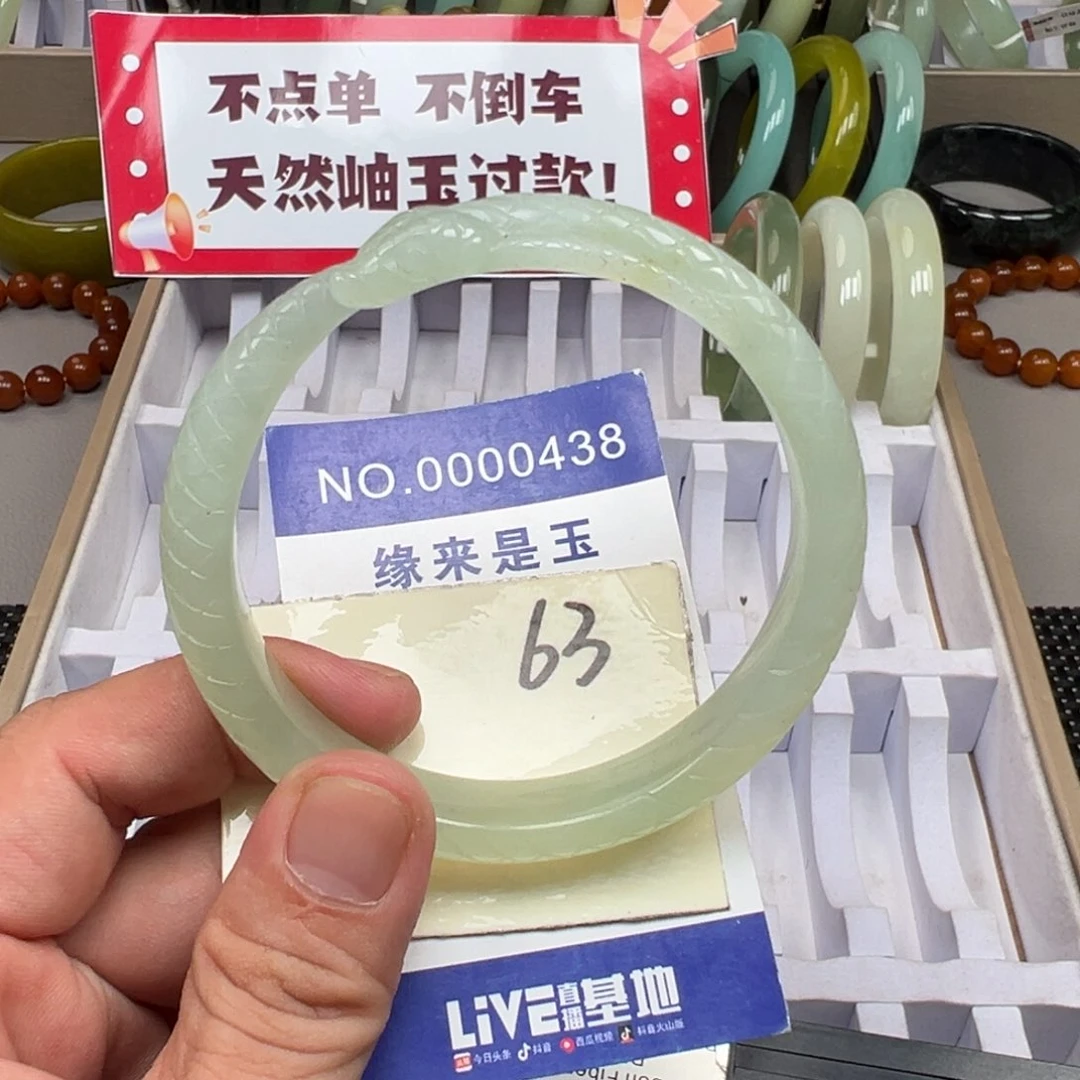 不点单 不倒车
天然岫玉过款!
NO.0000438
缘来是玉
63
LiVE直播基地
今日头条 抖音 西瓜视频 抖音火山版